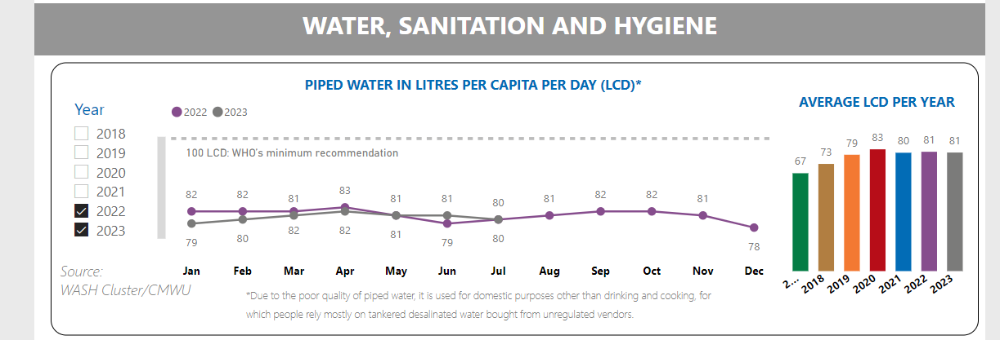 WATER, SANITATION AND HYGIENE
PIPED WATER IN LITRES PER CAPITA PER DAY (LCD)*
Year
2018
2019
2020
2021
2022
2023
2022 2023
100 LCD: WHO's minimum recommendation
82 82 81 83 81 81 80 81 82 82 81
79 80 82 82 81 79 80 78
Jan Feb Mar Apr May Jun Jul Aug Sep Oct Nov Dec
Source:
WASH Cluster/CMWU
*Due to the poor quality of piped water, it is used for domestic purposes other than drinking and cooking, for
which people rely mostly on tankered desalinated water bought from unregulated vendors.
AVERAGE LCD PER YEAR
67 73 79 83 80 81 81
2... 2018 2019 2020 2021 2022 2023